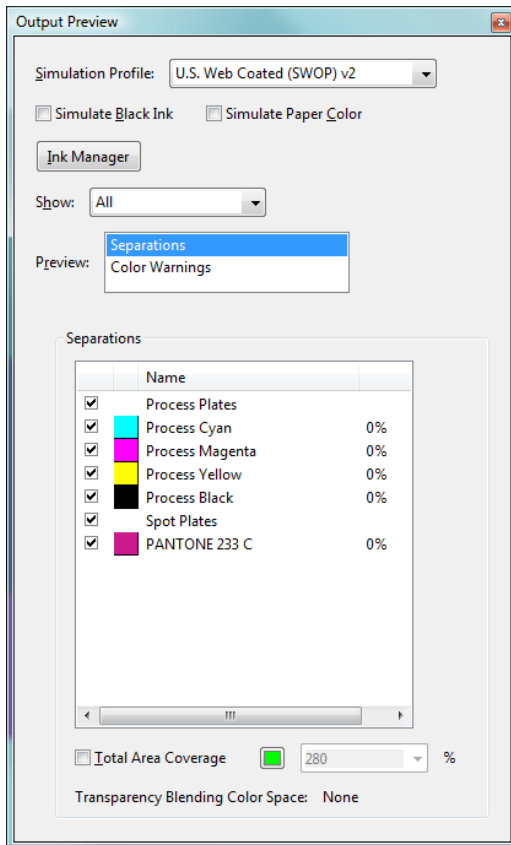 Output Preview
Simulation Profile: U.S. Web Coated (SWOP) v2
Simulate Black Ink Simulate Paper Color
Ink Manager
Show: All
Preview:
Separations
Color Warnings
Separations
Name
Process Plates
Process Cyan 0%
Process Magenta 0%
Process Yellow 0%
Process Black 0%
Spot Plates
PANTONE 233 C 0%
Total Area Coverage 280 %
Transparency Blending Color Space: None